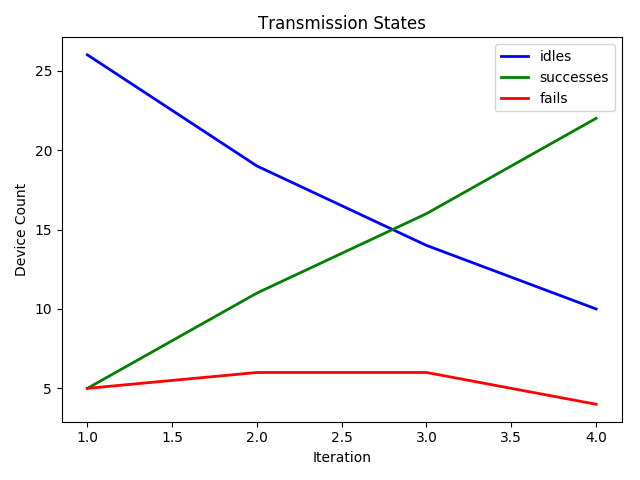 Transmission States
idles
successes
fails
25
20
15
10
5
Device Count
1.0 1.5 2.0 2.5 3.0 3.5 4.0
Iteration